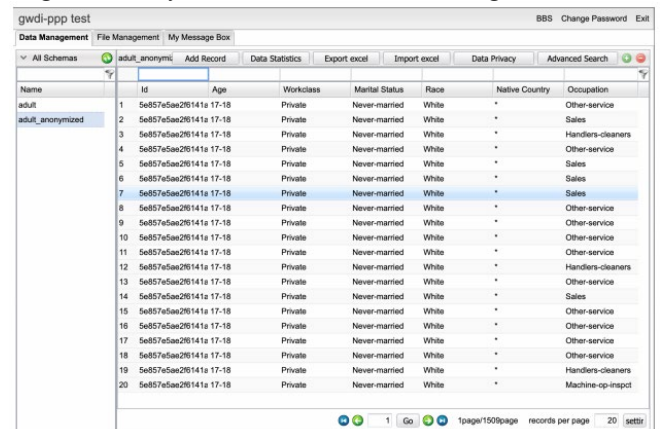 gwdi-ppp test BBS Change Password Exit
Data Management File Management My Message Box
All Schemas adult_anonymi Add Record Data Statistics Export excel Import excel Data Privacy Advanced Search
Name Id Age Workclass Marital Status Race Native Country Occupation
adult 1 5e857e5ae2f6141a 17-18 Private Never-married White * Other-service
adult_anonymized 2 5e857e5ae2f6141a 17-18 Private Never-married White * Sales
3 5e857e5ae2f6141a 17-18 Private Never-married White * Handlers-cleaners
4 5e857e5ae2f6141a 17-18 Private Never-married White * Other-service
5 5e857e5ae2f6141a 17-18 Private Never-married White * Sales
6 5e857e5ae2f6141a 17-18 Private Never-married White * Sales
7 5e857e5ae2f6141a 17-18 Private Never-married White * Sales
8 5e857e5ae2f6141a 17-18 Private Never-married White * Other-service
9 5e857e5ae2f6141a 17-18 Private Never-married White * Other-service
10 5e857e5ae2f6141a 17-18 Private Never-married White * Other-service
11 5e857e5ae2f6141a 17-18 Private Never-married White * Other-service
12 5e857e5ae2f6141a 17-18 Private Never-married White * Handlers-cleaners
13 5e857e5ae2f6141a 17-18 Private Never-married White * Other-service
14 5e857e5ae2f6141a 17-18 Private Never-married White * Sales
15 5e857e5ae2f6141a 17-18 Private Never-married White * Other-service
16 5e857e5ae2f6141a 17-18 Private Never-married White * Other-service
17 5e857e5ae2f6141a 17-18 Private Never-married White * Other-service
18 5e857e5ae2f6141a 17-18 Private Never-married White * Other-service
19 5e857e5ae2f6141a 17-18 Private Never-married White * Handlers-cleaners
20 5e857e5ae2f6141a 17-18 Private Never-married White * Machine-op-inspct
1 Go 1page/1509page records per page 20 settin